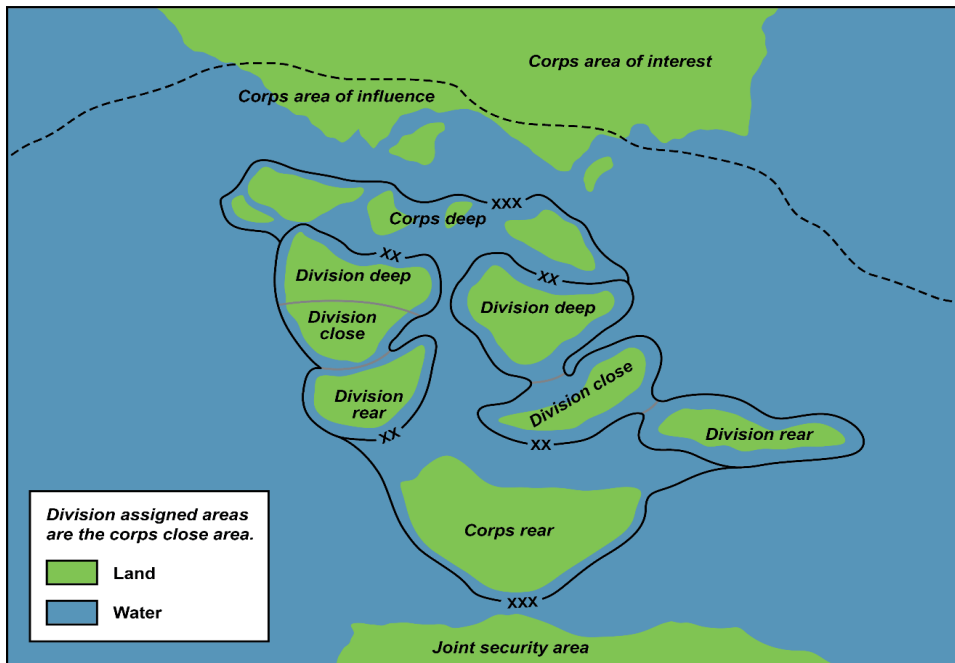 Corps area of interest
Corps area of influence
XXX
Corps deep
XX
XX
Division deep
Division deep
Division
close
Division close
Division
rear
Division rear
XX
XX
Corps rear
Division assigned areas
are the corps close area.
Land
Water
XXX
Joint security area